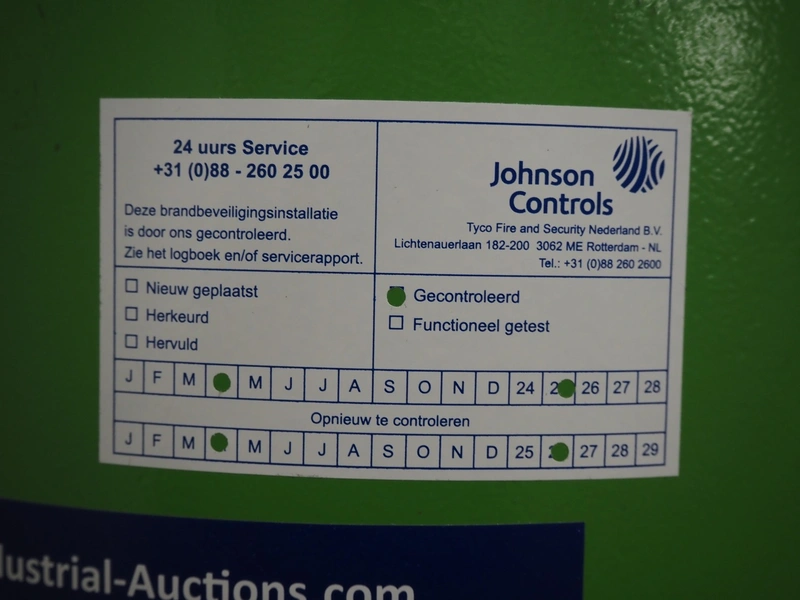 24 uurs Service
+31 (0)88 - 260 25 00
Deze brandbeveiligingsinstallatie
is door ons gecontroleerd.
Zie het logboek en/of servicerapport.
Johnson
Controls
Tyco Fire and Security Nederland B.V.
Lichtenauerlaan 182-200 3062 ME Rotterdam - NL
Tel.: +31 (0)88 260 2600
Nieuw geplaatst
Herkeurd
Hervuld
Gecontroleerd
Functioneel getest
J F M M J J A S O N D 24 26 27 28
Opnieuw te controleren
J F M M J J A S O N D 25 27 28 29
dustrial-Auctions.com